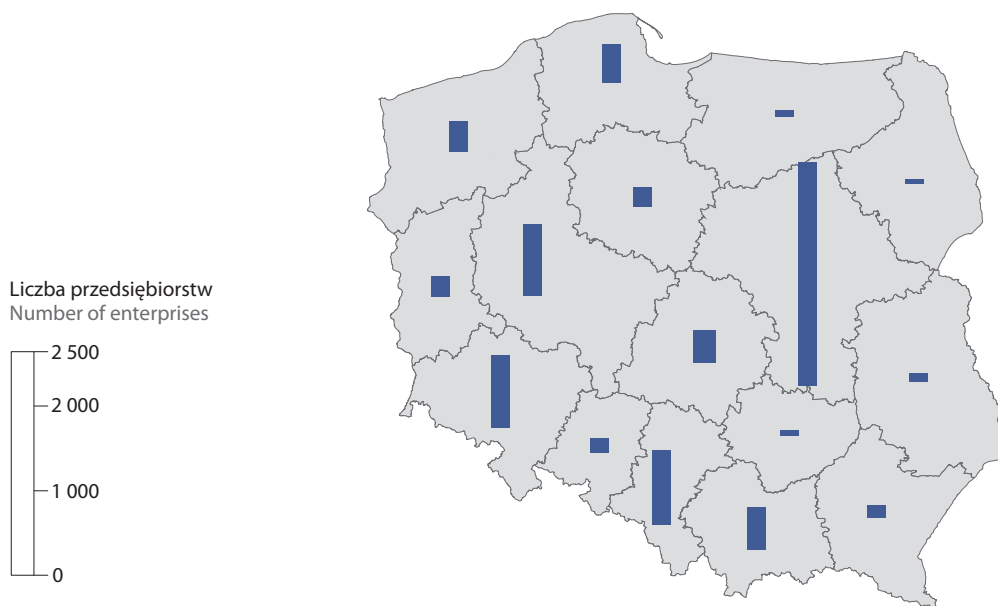 Liczba przedsiębiorstw
Number of enterprises
2 500
2 000
1 000
0